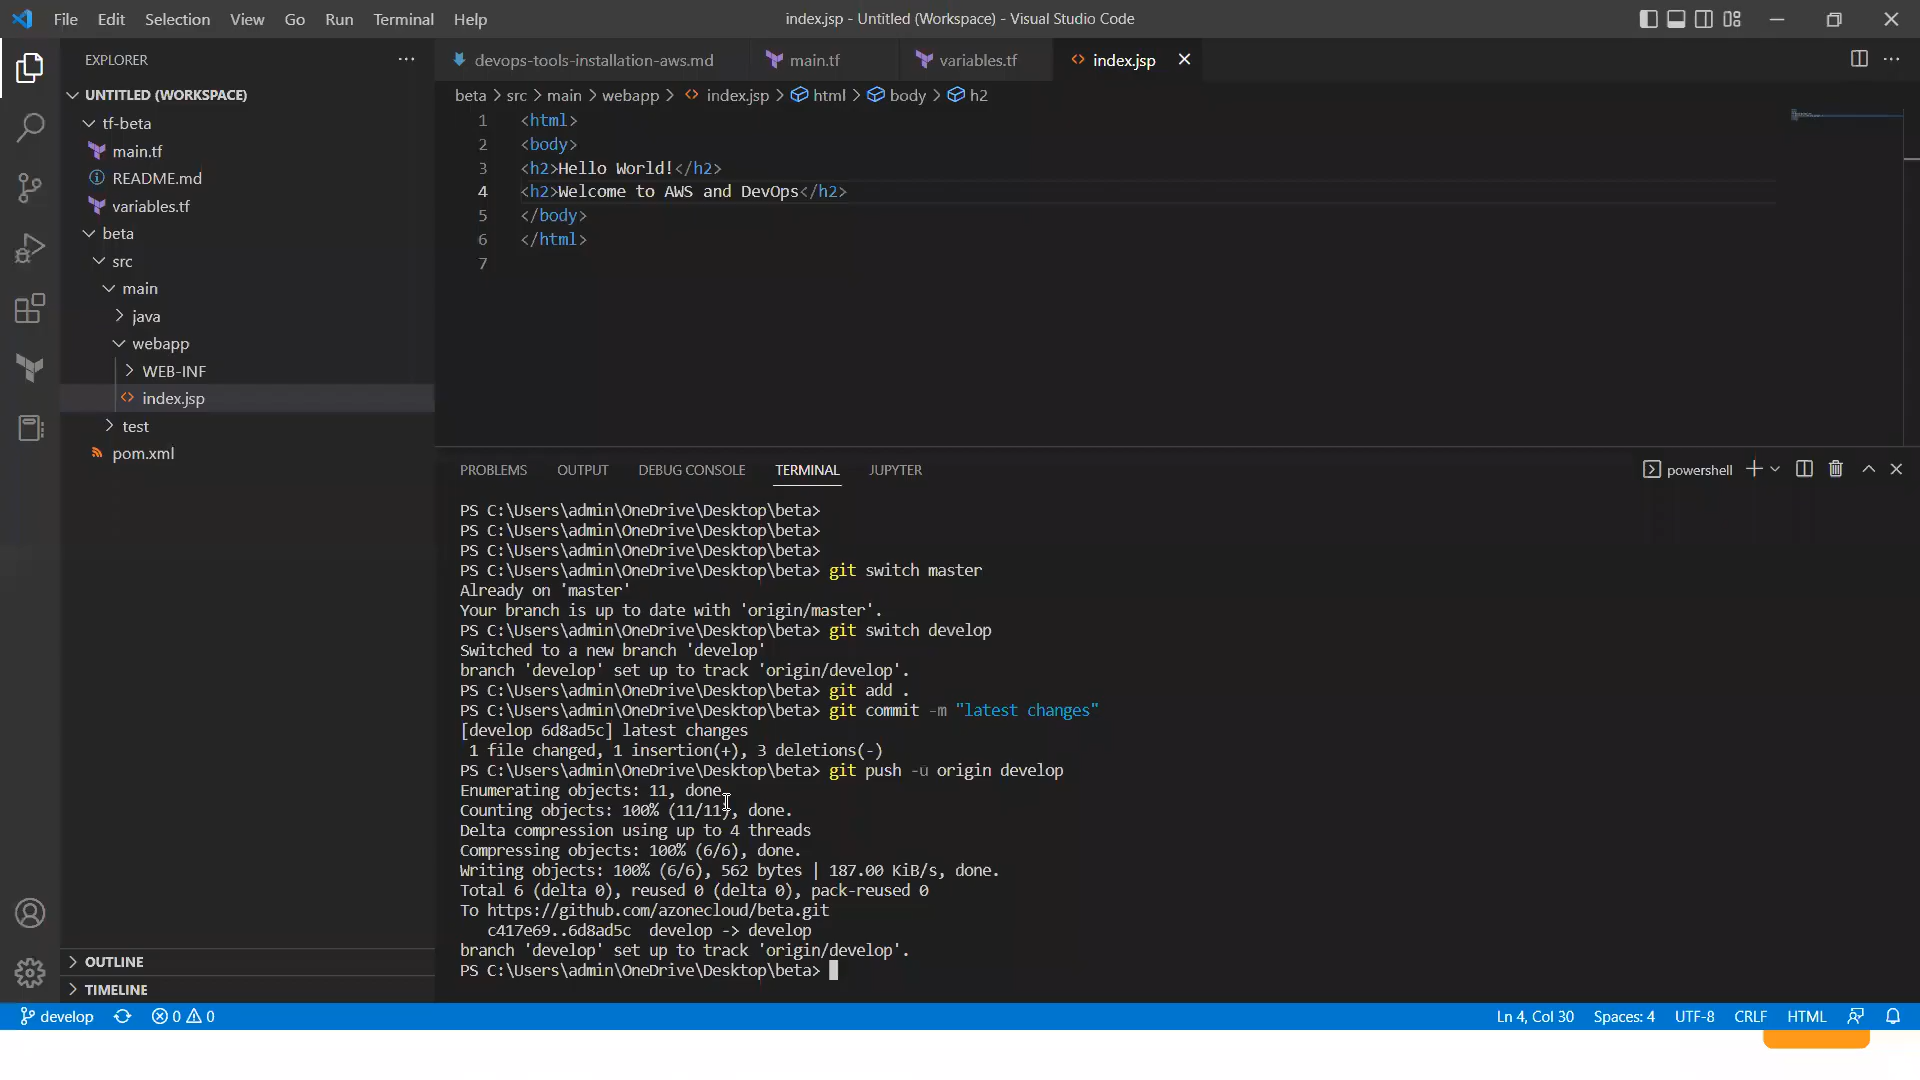 File Edit Selection View Go Run Terminal Help
index.jsp - Untitled (Workspace) - Visual Studio Code
EXPLORER
UNTITLED (WORKSPACE)
tf-beta
main.tf
README.md
variables.tf
beta
src
main
java
webapp
WEB-INF
index.jsp
test
pom.xml
OUTLINE
TIMELINE
devops-tools-installation-aws.md main.tf variables.tf index.jsp
beta > src > main > webapp > index.jsp > html > body > h2
1 <html>
2 <body>
3 <h2>Hello World!</h2>
4 <h2>Welcome to AWS and DevOps</h2>
5 </body>
6 </html>
7
PROBLEMS OUTPUT DEBUG CONSOLE TERMINAL JUPYTER
powershell
PS C:\Users\admin\OneDrive\Desktop\beta>
PS C:\Users\admin\OneDrive\Desktop\beta>
PS C:\Users\admin\OneDrive\Desktop\beta>
PS C:\Users\admin\OneDrive\Desktop\beta> git switch master
Already on 'master'
Your branch is up to date with 'origin/master'.
PS C:\Users\admin\OneDrive\Desktop\beta> git switch develop
Switched to a new branch 'develop'
branch 'develop' set up to track 'origin/develop'.
PS C:\Users\admin\OneDrive\Desktop\beta> git add .
PS C:\Users\admin\OneDrive\Desktop\beta> git commit -m "latest changes"
[develop 6d8ad5c] latest changes
1 file changed, 1 insertion(+), 3 deletions(-)
PS C:\Users\admin\OneDrive\Desktop\beta> git push -u origin develop
Enumerating objects: 11, done.
Counting objects: 100% (11/11), done.
Delta compression using up to 4 threads
Compressing objects: 100% (6/6), done.
Writing objects: 100% (6/6), 562 bytes | 187.00 KiB/s, done.
Total 6 (delta 0), reused 0 (delta 0), pack-reused 0
To https://github.com/azonecloud/beta.git
c417e69..6d8ad5c develop -> develop
branch 'develop' set up to track 'origin/develop'.
PS C:\Users\admin\OneDrive\Desktop\beta>
develop 0 0 Ln 4, Col 30 Spaces: 4 UTF-8 CRLF HTML